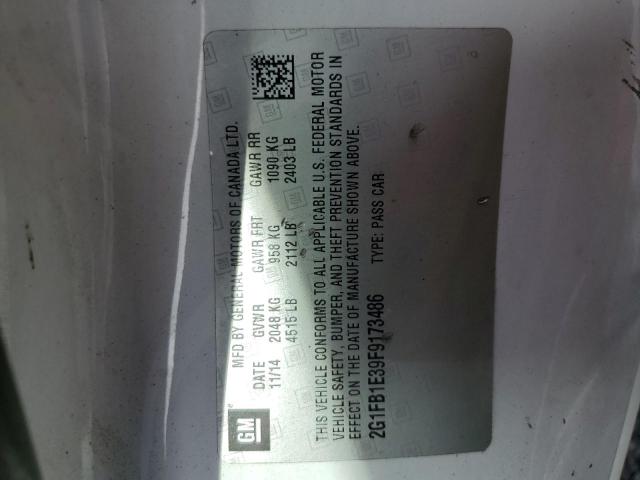 GM
MFD BY GENERAL MOTORS OF CANADA LTD.
DATE GVWR GAWR FRT GAWR RR
11/14 2048 KG 958 KG 1090 KG
4515 LB 2112 LB 2403 LB
THIS VEHICLE CONFORMS TO ALL APPLICABLE U.S. FEDERAL MOTOR
VEHICLE SAFETY, BUMPER, AND THEFT PREVENTION STANDARDS IN
EFFECT ON THE DATE OF MANUFACTURE SHOWN ABOVE.
2G1FB1E39F9173486 TYPE: PASS CAR